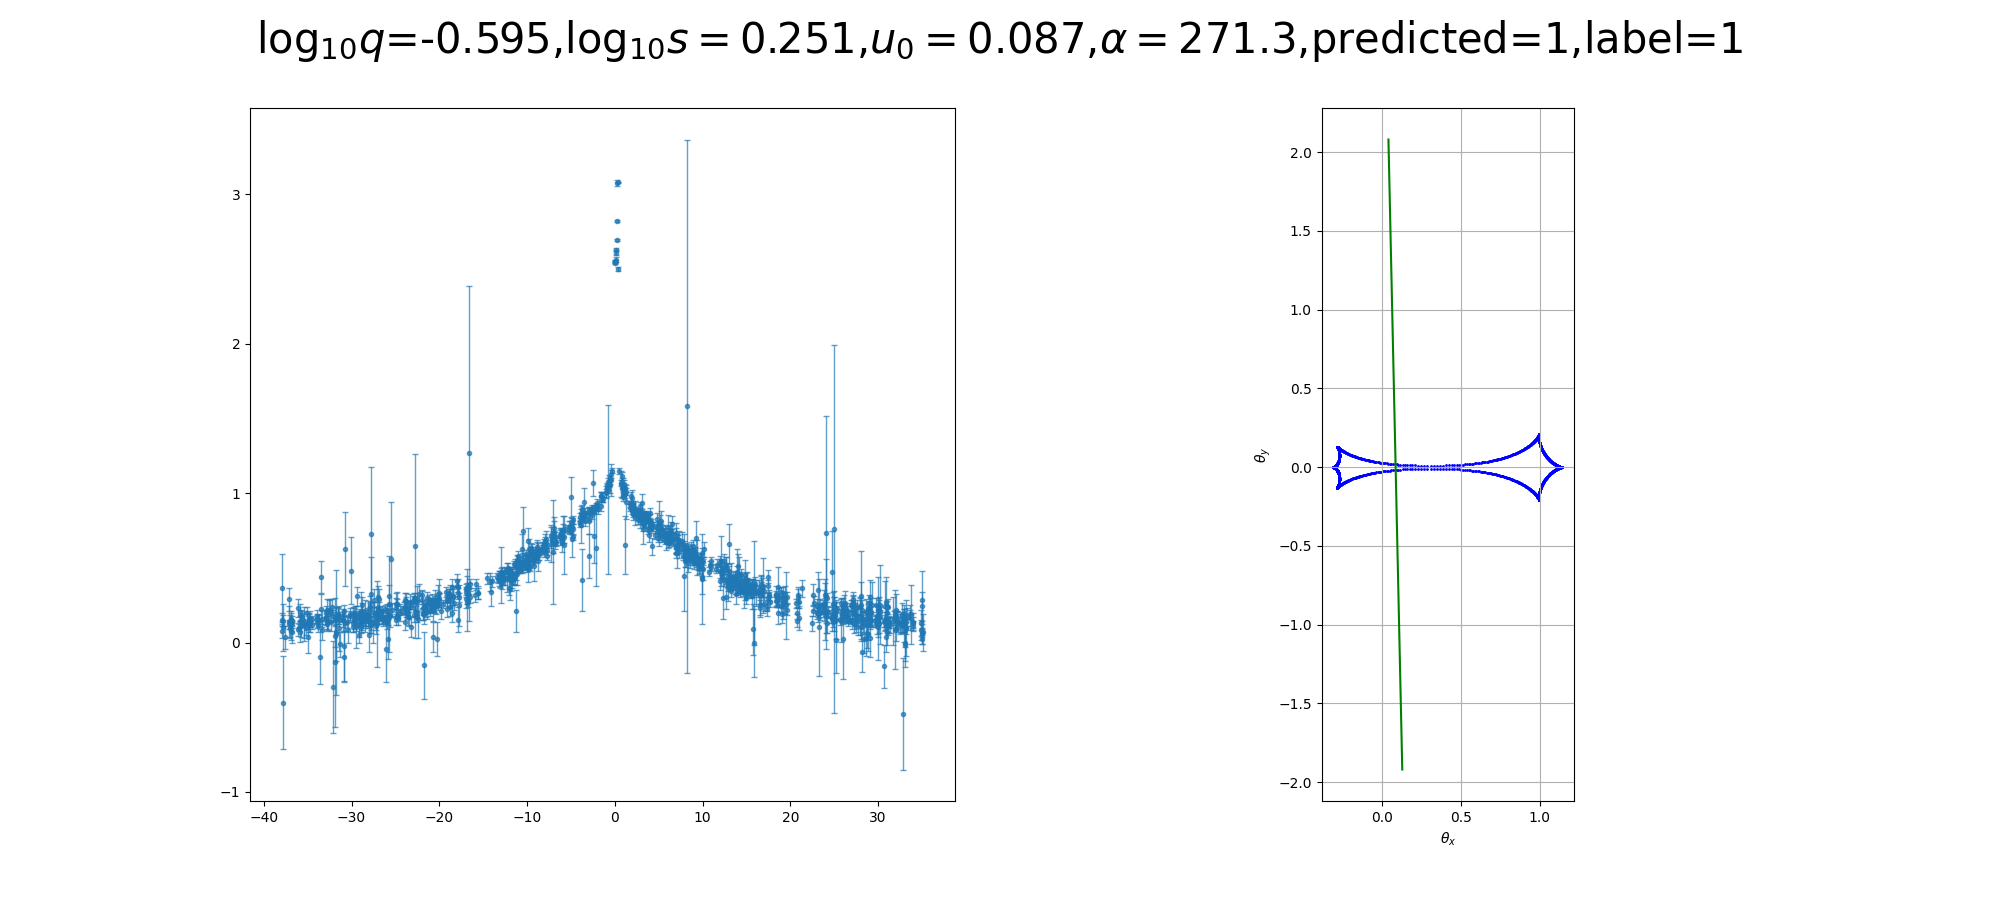 log₁₀q=-0.595,log₁₀s = 0.251,u₀ = 0.087,α = 271.3,predicted=1,label=1
3
2
1
0
−1
−40 −30 −20 −10 0 10 20 30
2.0
1.5
1.0
0.5
0.0
−0.5
−1.0
−1.5
−2.0
θy
0.0 0.5 1.0
θx